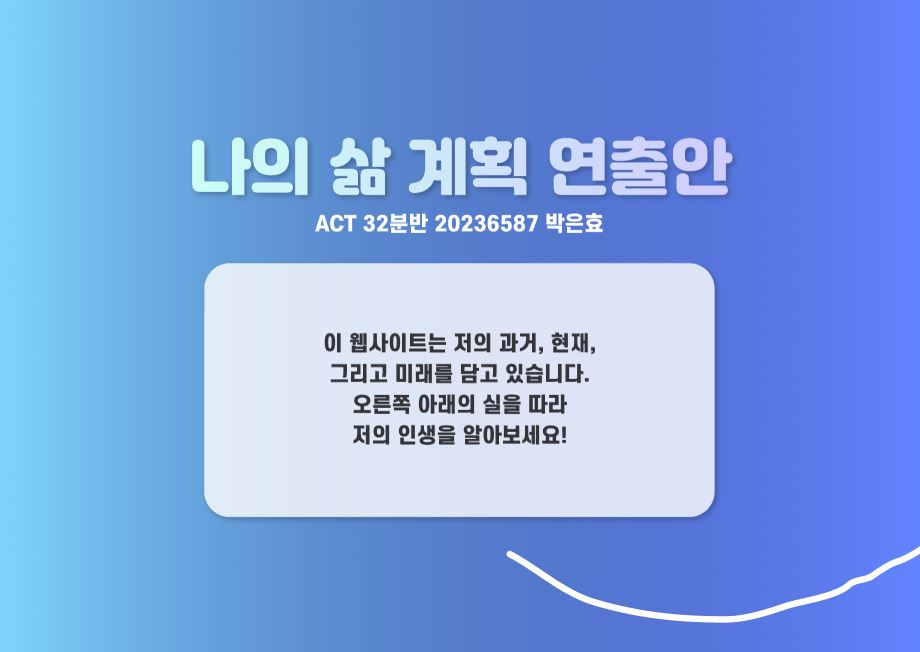 나의 삶 계획 연출안
ACT 32분반 20236587 박은효
이 웹사이트는 저의 과거, 현재,
그리고 미래를 담고 있습니다.
오른쪽 아래의 실을 따라
저의 인생을 알아보세요!